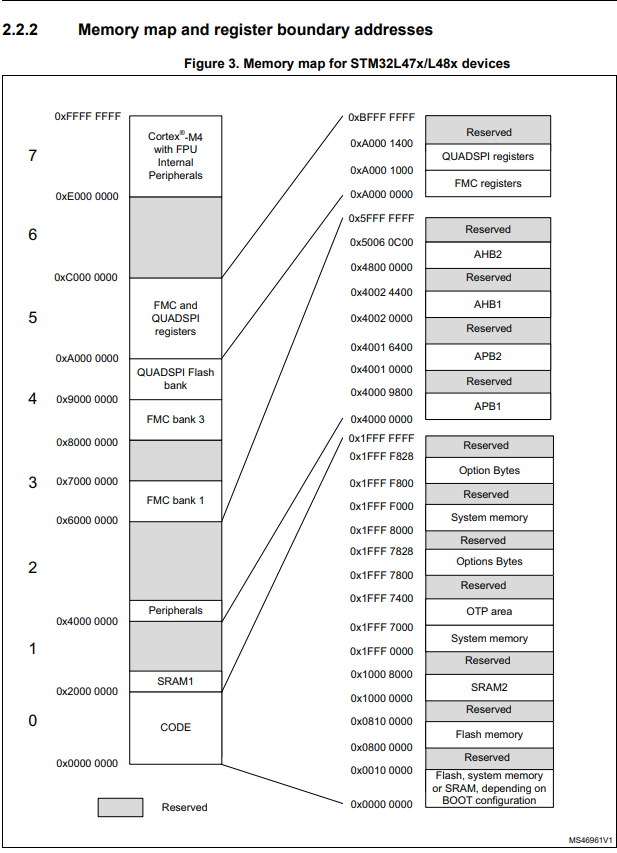 2.2.2 Memory map and register boundary addresses
Figure 3. Memory map for STM32L47x/L48x devices
0xFFFF FFFF
7
Cortex®-M4
with FPU
Internal
Peripherals
0xE000 0000
6
0xC000 0000
5
FMC and
QUADSPI
registers
0xA000 0000
QUADSPI Flash
bank
4
0x9000 0000
FMC bank 3
0x8000 0000
3
0x7000 0000
FMC bank 1
0x6000 0000
2
Peripherals
0x4000 0000
1
SRAM1
0x2000 0000
0
CODE
0x0000 0000
Reserved
0xBFFF FFFF
Reserved
0xA000 1400
QUADSPI registers
0xA000 1000
FMC registers
0xA000 0000
0x5FFF FFFF
Reserved
0x5006 0C00
AHB2
0x4800 0000
Reserved
0x4002 4400
AHB1
0x4002 0000
Reserved
0x4001 6400
APB2
0x4001 0000
Reserved
0x4000 9800
APB1
0x4000 0000
0x1FFF FFFF
Reserved
0x1FFF F828
Option Bytes
0x1FFF F800
Reserved
0x1FFF F000
System memory
0x1FFF 8000
Reserved
0x1FFF 7828
Options Bytes
0x1FFF 7800
Reserved
0x1FFF 7400
OTP area
0x1FFF 7000
System memory
0x1FFF 0000
Reserved
0x1000 8000
SRAM2
0x1000 0000
Reserved
0x0810 0000
Flash memory
0x0800 0000
Reserved
0x0010 0000
Flash, system memory
or SRAM, depending on
BOOT configuration
0x0000 0000
MS46961V1